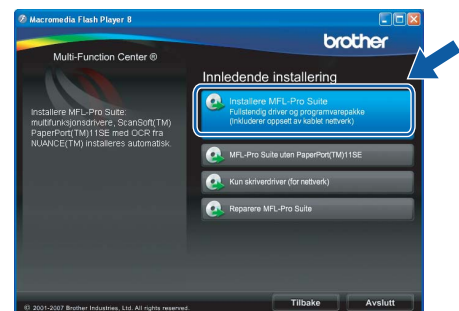 Macromedia Flash Player 8
brother
Multi-Function Center ®
Innledende installering
Installere MFL-Pro Suite
Fullstendig driver og programvarepakke
(Inkluderer oppsett av kablet nettverk)
Installere MFL-Pro Suite:
multifunksjonsdrivere, ScanSoft(TM)
PaperPort(TM)11SE med OCR fra
NUANCE(TM) installeres automatisk.
MFL-Pro Suite uten PaperPort(TM)11SE
Kun skriverdriver (for nettverk)
Reparere MFL-Pro Suite
© 2001-2007 Brother Industries, Ltd. All rights reserved.
Tilbake
Avslutt